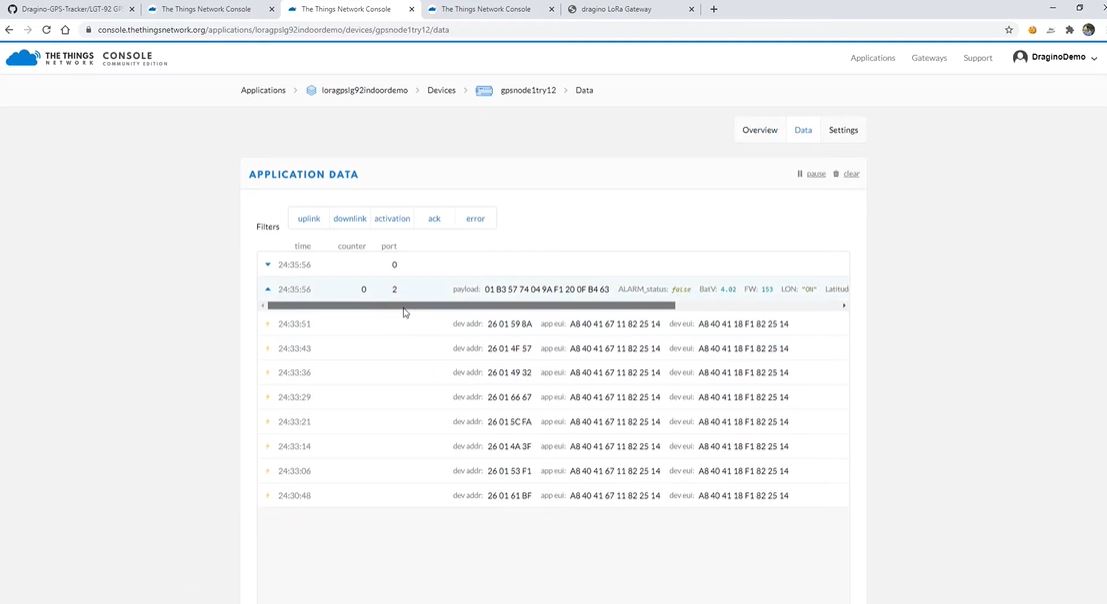 Dragino-GPS-Tracker/LGT-92 GP
The Things Network Console
The Things Network Console
The Things Network Console
dragino LoRa Gateway
console.thethingsnetwork.org/applications/loragpslg92indoordemo/devices/gpsnode1try12/data
THE THINGS NETWORK CONSOLE COMMUNITY EDITION
Applications Gateways Support DraginoDemo
Applications loragpslg92indoordemo Devices gpsnode1try12 Data
Overview Data Settings
APPLICATION DATA pause clear
Filters uplink downlink activation ack error
time counter port
24:35:56 0
24:35:56 0 2 payload: 01 B3 57 74 04 9A F1 20 0F B4 63 ALARM_status: false BatV: 4.02 FW: 153 LON: "ON" Latitud
24:33:51 dev addr: 26 01 59 8A app eui: A8 40 41 67 11 82 25 14 dev eui: A8 40 41 18 F1 82 25 14
24:33:43 dev addr: 26 01 4F 57 app eui: A8 40 41 67 11 82 25 14 dev eui: A8 40 41 18 F1 82 25 14
24:33:36 dev addr: 26 01 49 32 app eui: A8 40 41 67 11 82 25 14 dev eui: A8 40 41 18 F1 82 25 14
24:33:29 dev addr: 26 01 66 67 app eui: A8 40 41 67 11 82 25 14 dev eui: A8 40 41 18 F1 82 25 14
24:33:21 dev addr: 26 01 5C FA app eui: A8 40 41 67 11 82 25 14 dev eui: A8 40 41 18 F1 82 25 14
24:33:14 dev addr: 26 01 4A 3F app eui: A8 40 41 67 11 82 25 14 dev eui: A8 40 41 18 F1 82 25 14
24:33:06 dev addr: 26 01 53 F1 app eui: A8 40 41 67 11 82 25 14 dev eui: A8 40 41 18 F1 82 25 14
24:30:48 dev addr: 26 01 61 BF app eui: A8 40 41 67 11 82 25 14 dev eui: A8 40 41 18 F1 82 25 14